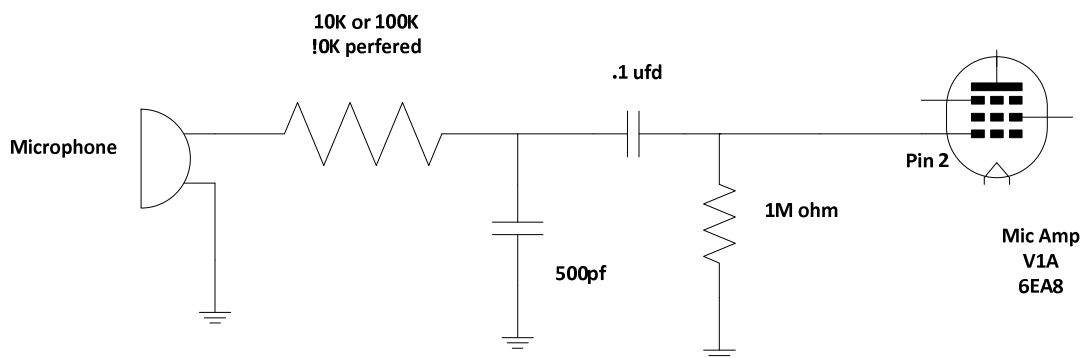 10K or 100K
!0K perfered
.1 ufd
Microphone
Pin 2
1M ohm
500pf
Mic Amp
V1A
6EA8